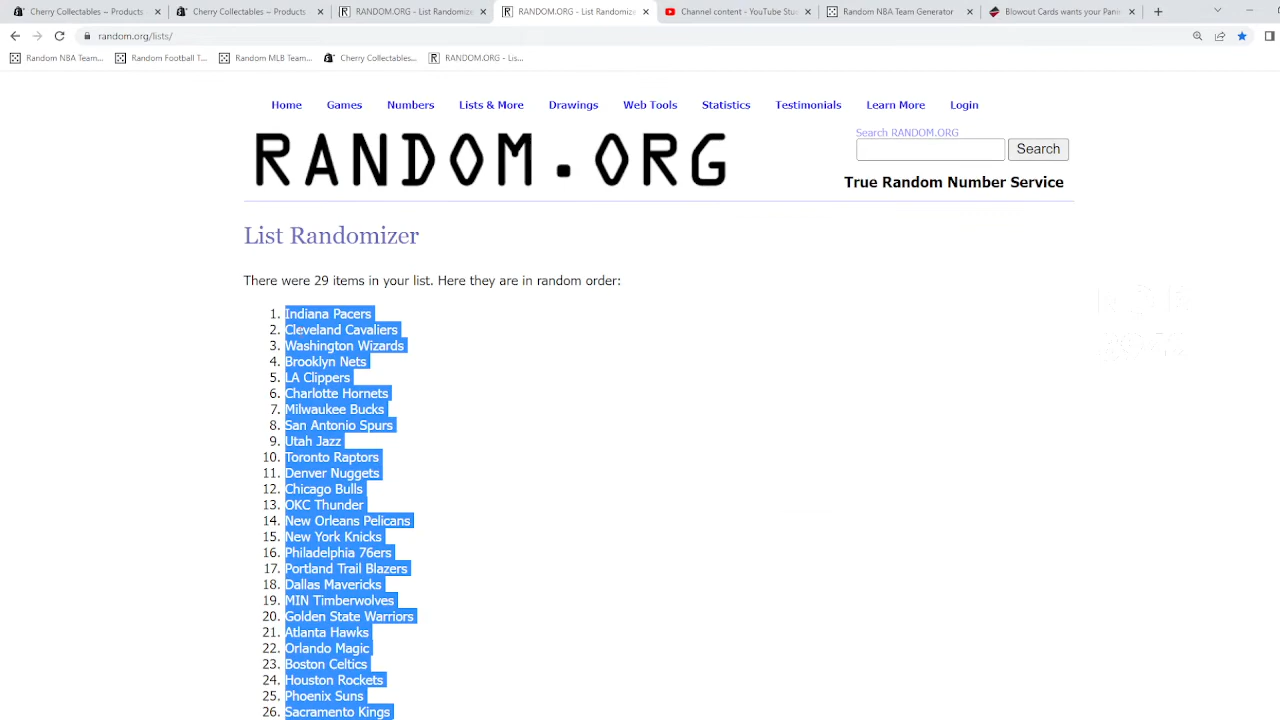 Cherry Collectables ~ Products
Cherry Collectables ~ Products
RANDOM.ORG - List Randomize
RANDOM.ORG - List Randomize
Channel content - YouTube Stu
Random NBA Team Generator
Blowout Cards wants your Pani
random.org/lists/
Random NBA Team...
Random Football T...
Random MLB Team...
Cherry Collectables...
RANDOM.ORG - Lis...
Home Games Numbers Lists & More Drawings Web Tools Statistics Testimonials Learn More Login
RANDOM.ORG
Search RANDOM.ORG
Search
True Random Number Service
List Randomizer
There were 29 items in your list. Here they are in random order:
1. Indiana Pacers
2. Cleveland Cavaliers
3. Washington Wizards
4. Brooklyn Nets
5. LA Clippers
6. Charlotte Hornets
7. Milwaukee Bucks
8. San Antonio Spurs
9. Utah Jazz
10. Toronto Raptors
11. Denver Nuggets
12. Chicago Bulls
13. OKC Thunder
14. New Orleans Pelicans
15. New York Knicks
16. Philadelphia 76ers
17. Portland Trail Blazers
18. Dallas Mavericks
19. MIN Timberwolves
20. Golden State Warriors
21. Atlanta Hawks
22. Orlando Magic
23. Boston Celtics
24. Houston Rockets
25. Phoenix Suns
26. Sacramento Kings